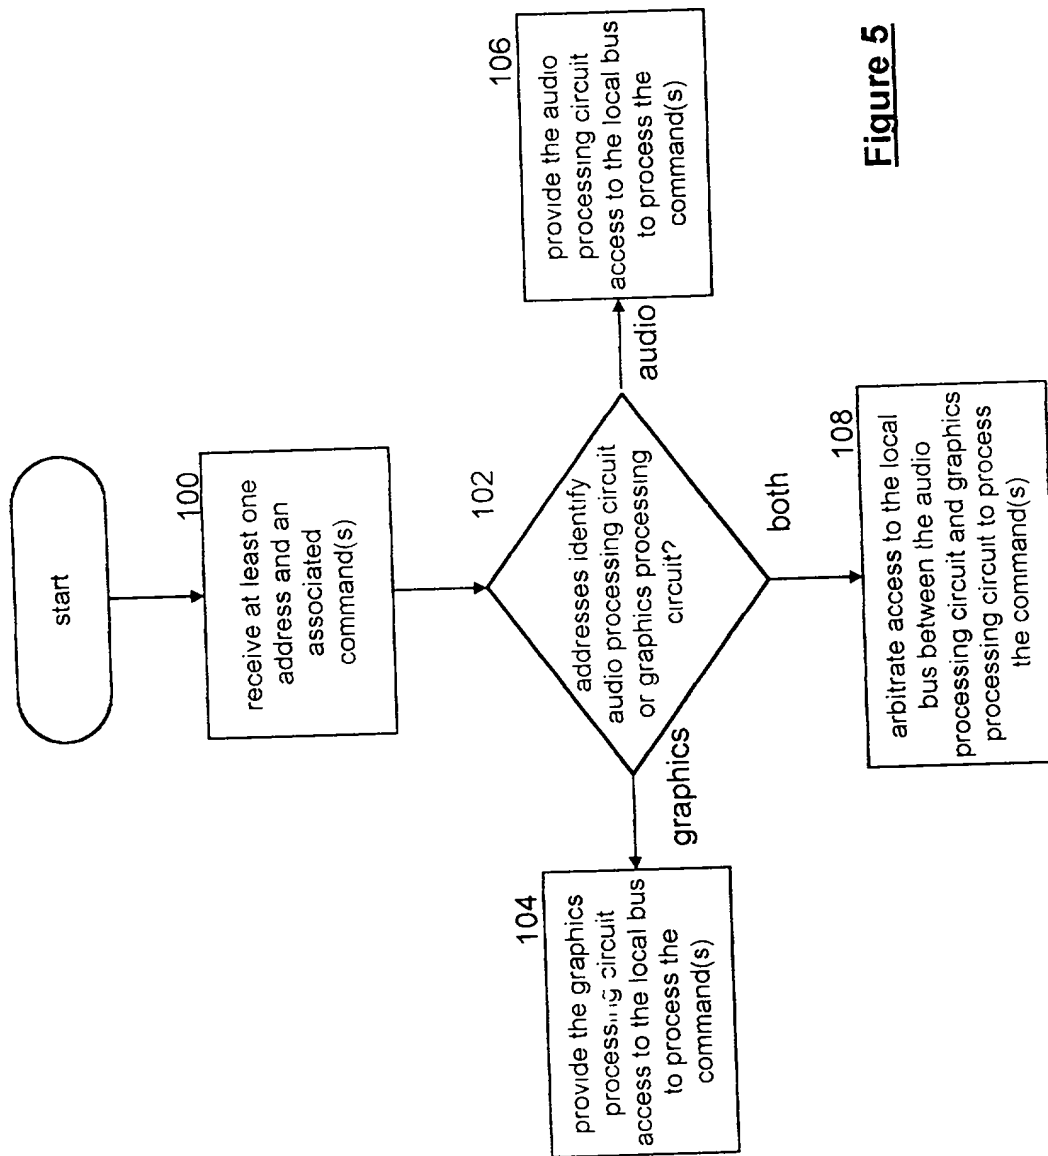 start
100
receive at least one
address and an
associated
command(s)
102
addresses identify
audio processing circuit
or graphics processing
circuit?
graphics
audio
both
104
provide the graphics
processing circuit
access to the local bus
to process the
command(s)
106
provide the audio
processing circuit
access to the local bus
to process the
command(s)
108
arbitrate access to the local
bus between the audio
processing circuit and graphics
processing circuit to process
the command(s)
Figure 5